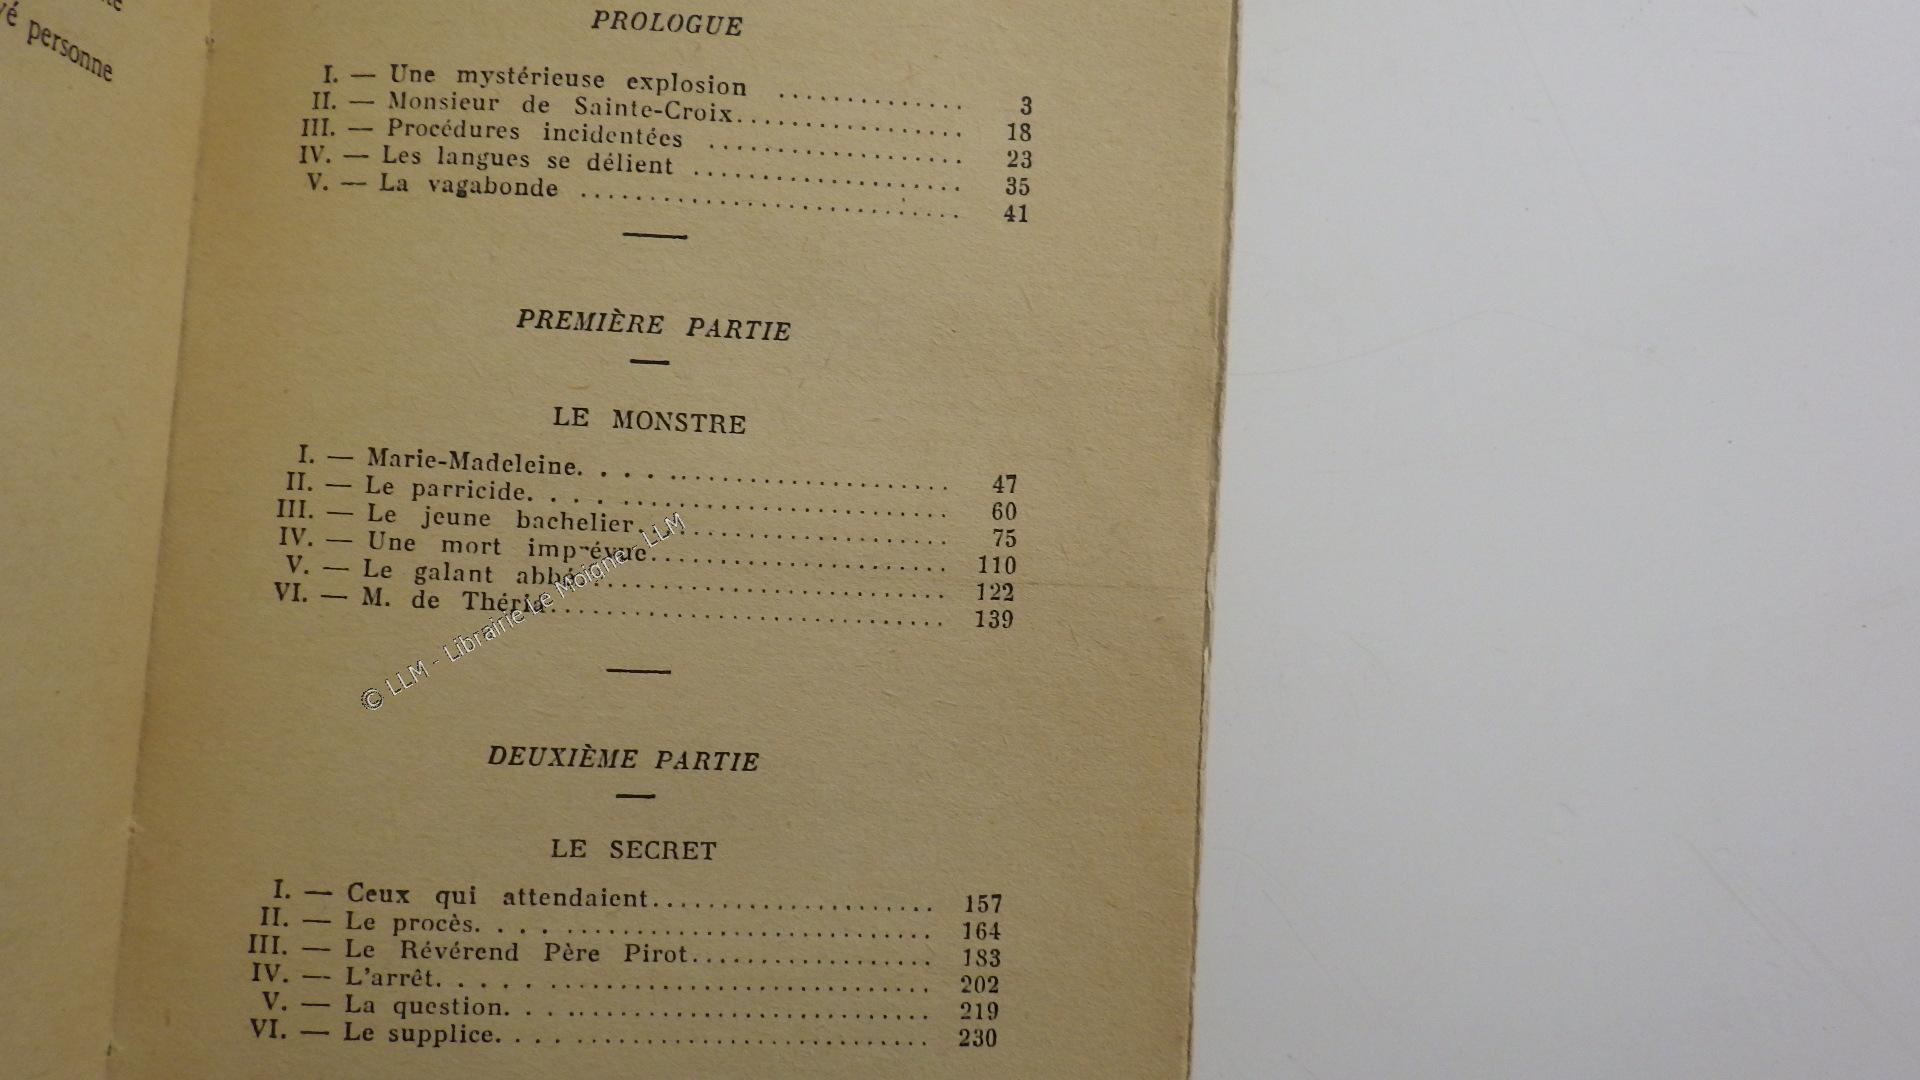 personne
PROLOGUE
I. — Une mystérieuse explosion .............. 3
II. — Monsieur de Sainte-Croix.................. 18
III. — Procédures incidentées ................... 23
IV. — Les langues se délient .................... 35
V. — La vagabonde ............................ 41
PREMIÈRE PARTIE
LE MONSTRE
I. — Marie-Madeleine. . . . ...................... 47
II. — Le parricide. . . . ........................ 60
III. — Le jeune bachelier........................ 75
IV. — Une mort imprévue...................... 110
V. — Le galant abbé........................... 122
VI. — M. de Théria............................. 139
© LLM - Librairie Le Moigne - LLM
DEUXIÈME PARTIE
LE SECRET
I. — Ceux qui attendaient..................... 157
II. — Le procès. . . . ........................... 164
III. — Le Révérend Père Pirot.................. 183
IV. — L'arrêt. . . . . ............................ 202
V. — La question. . . ........................... 219
VI. — Le supplice. . . . .......................... 230